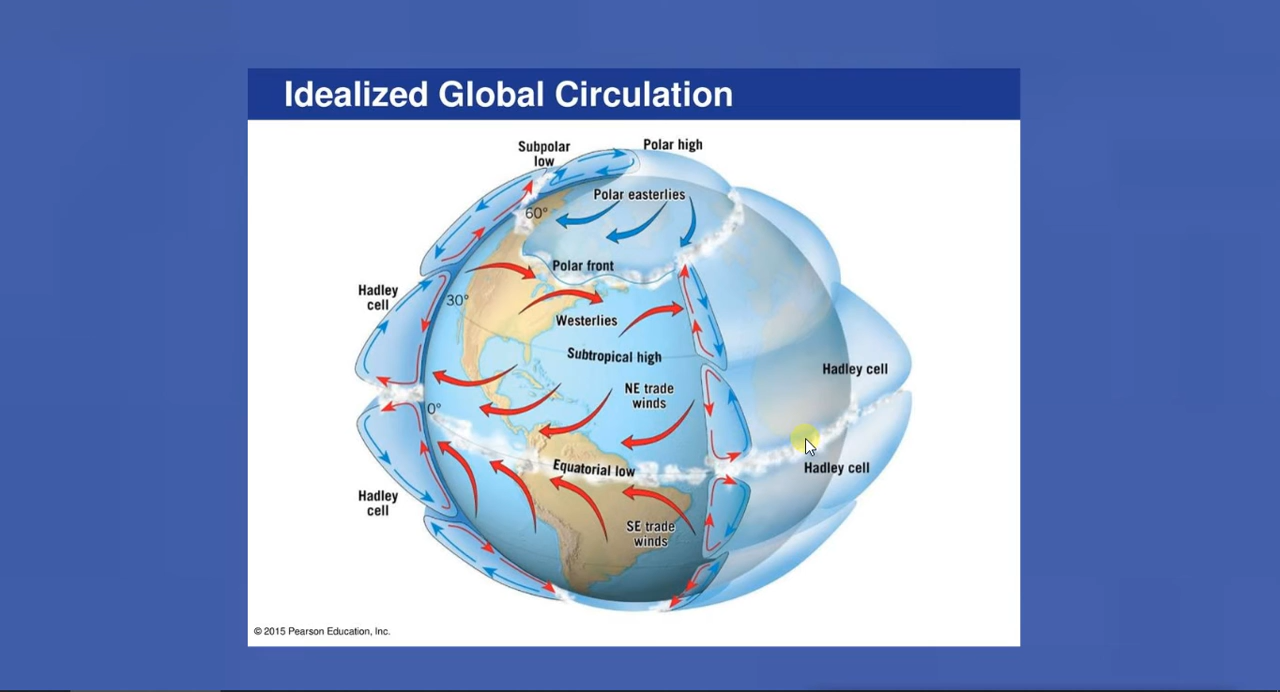 Idealized Global Circulation
Polar high
Subpolar
low
Polar easterlies
60°
Polar front
Hadley
cell
30°
Westerlies
Subtropical high
Hadley cell
NE trade
winds
0°
Equatorial low
Hadley cell
Hadley
cell
SE trade
winds
© 2015 Pearson Education, Inc.